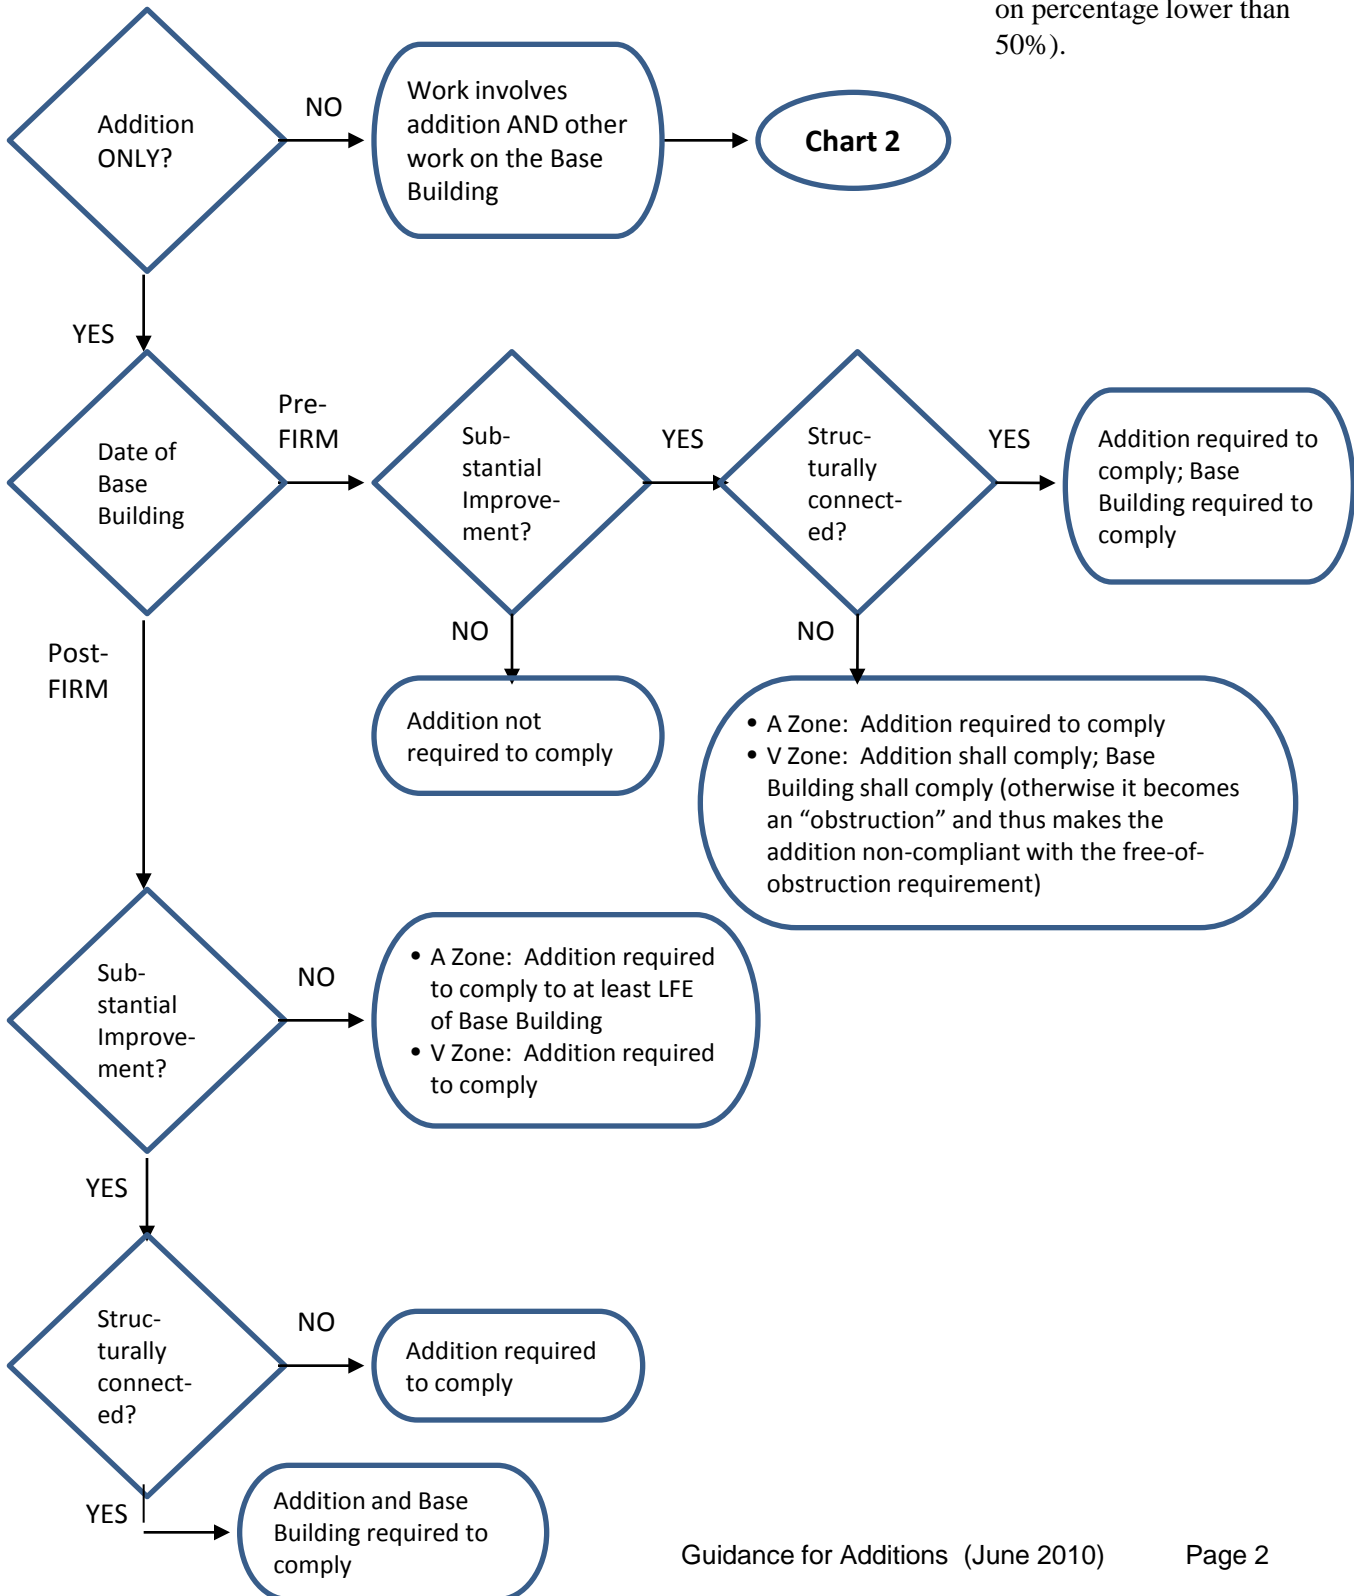 on percentage lower than
50%).
Addition
ONLY?
NO
Work involves
addition AND other
work on the Base
Building
Chart 2
YES
Date of
Base
Building
Pre-
FIRM
Sub-
stantial
Improve-
ment?
YES
Struc-
turally
connect-
ed?
YES
Addition required to
comply; Base
Building required to
comply
NO
Addition not
required to comply
NO
• A Zone: Addition required to comply
• V Zone: Addition shall comply; Base
Building shall comply (otherwise it becomes
an “obstruction” and thus makes the
addition non-compliant with the free-of-
obstruction requirement)
Post-
FIRM
Sub-
stantial
Improve-
ment?
NO
• A Zone: Addition required
to comply to at least LFE
of Base Building
• V Zone: Addition required
to comply
YES
Struc-
turally
connect-
ed?
NO
Addition required
to comply
YES
Addition and Base
Building required to
comply
Guidance for Additions (June 2010) Page 2